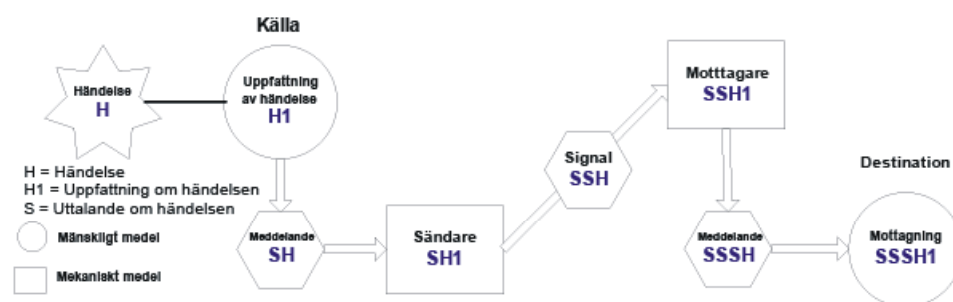 Källa
Händelse
H
Uppfattning
av händelse
H1
Motttagare
SSH1
Signal
SSH
Destination
H = Händelse
H1 = Uppfattning om händelsen
S = Uttalande om händelsen
Mänskligt medel
Mekaniskt medel
Meddelande
SH
Sändare
SH1
Meddelande
SSSH
Mottagning
SSSH1